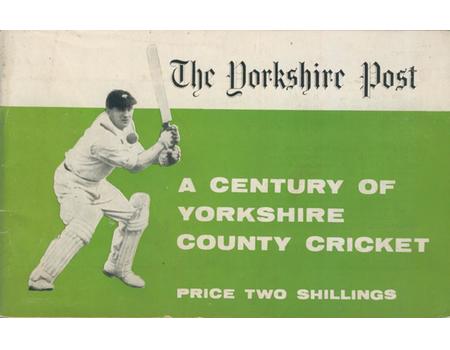 The Yorkshire Post
A CENTURY OF
YORKSHIRE
COUNTY CRICKET
PRICE TWO SHILLINGS